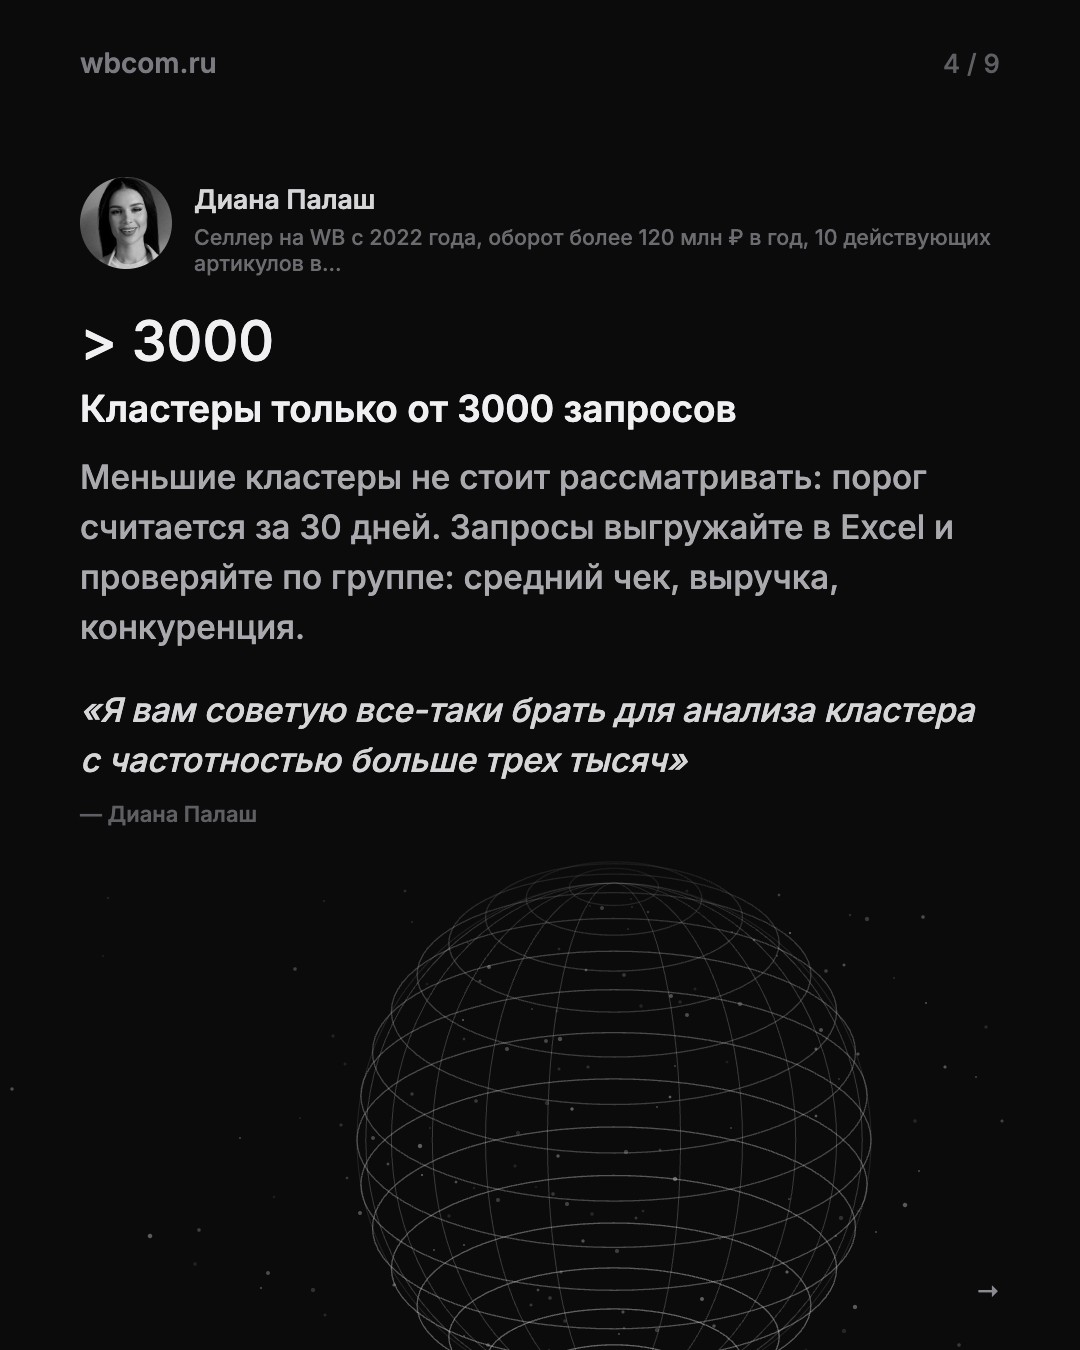 wbcom.ru
4 / 9
Диана Палаш
Селлер на WB с 2022 года, оборот более 120 млн ₽ в год, 10 действующих
артикулов в...
> 3000
Кластеры только от 3000 запросов
Меньшие кластеры не стоит рассматривать: порог
считается за 30 дней. Запросы выгружайте в Excel и
проверяйте по группе: средний чек, выручка,
конкуренция.
«Я вам советую все-таки брать для анализа кластера
с частотностью больше трех тысяч»
— Диана Палаш
→